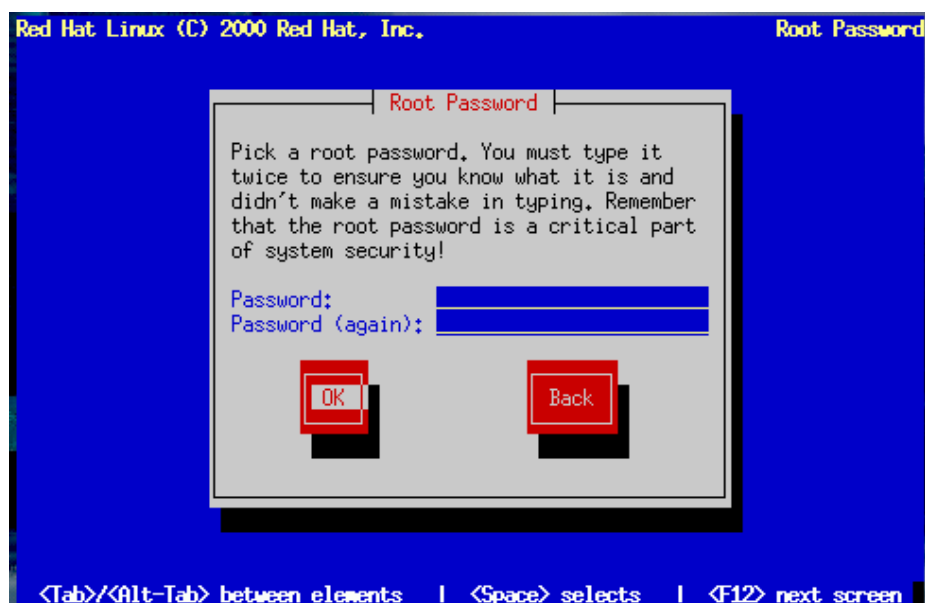 Red Hat Linux (C) 2000 Red Hat, Inc. Root Password
Root Password
Pick a root password. You must type it
twice to ensure you know what it is and
didn't make a mistake in typing. Remember
that the root password is a critical part
of system security!
Password:
Password (again):
OK Back
<Tab>/<Alt-Tab> between elements | <Space> selects | <F12> next screen